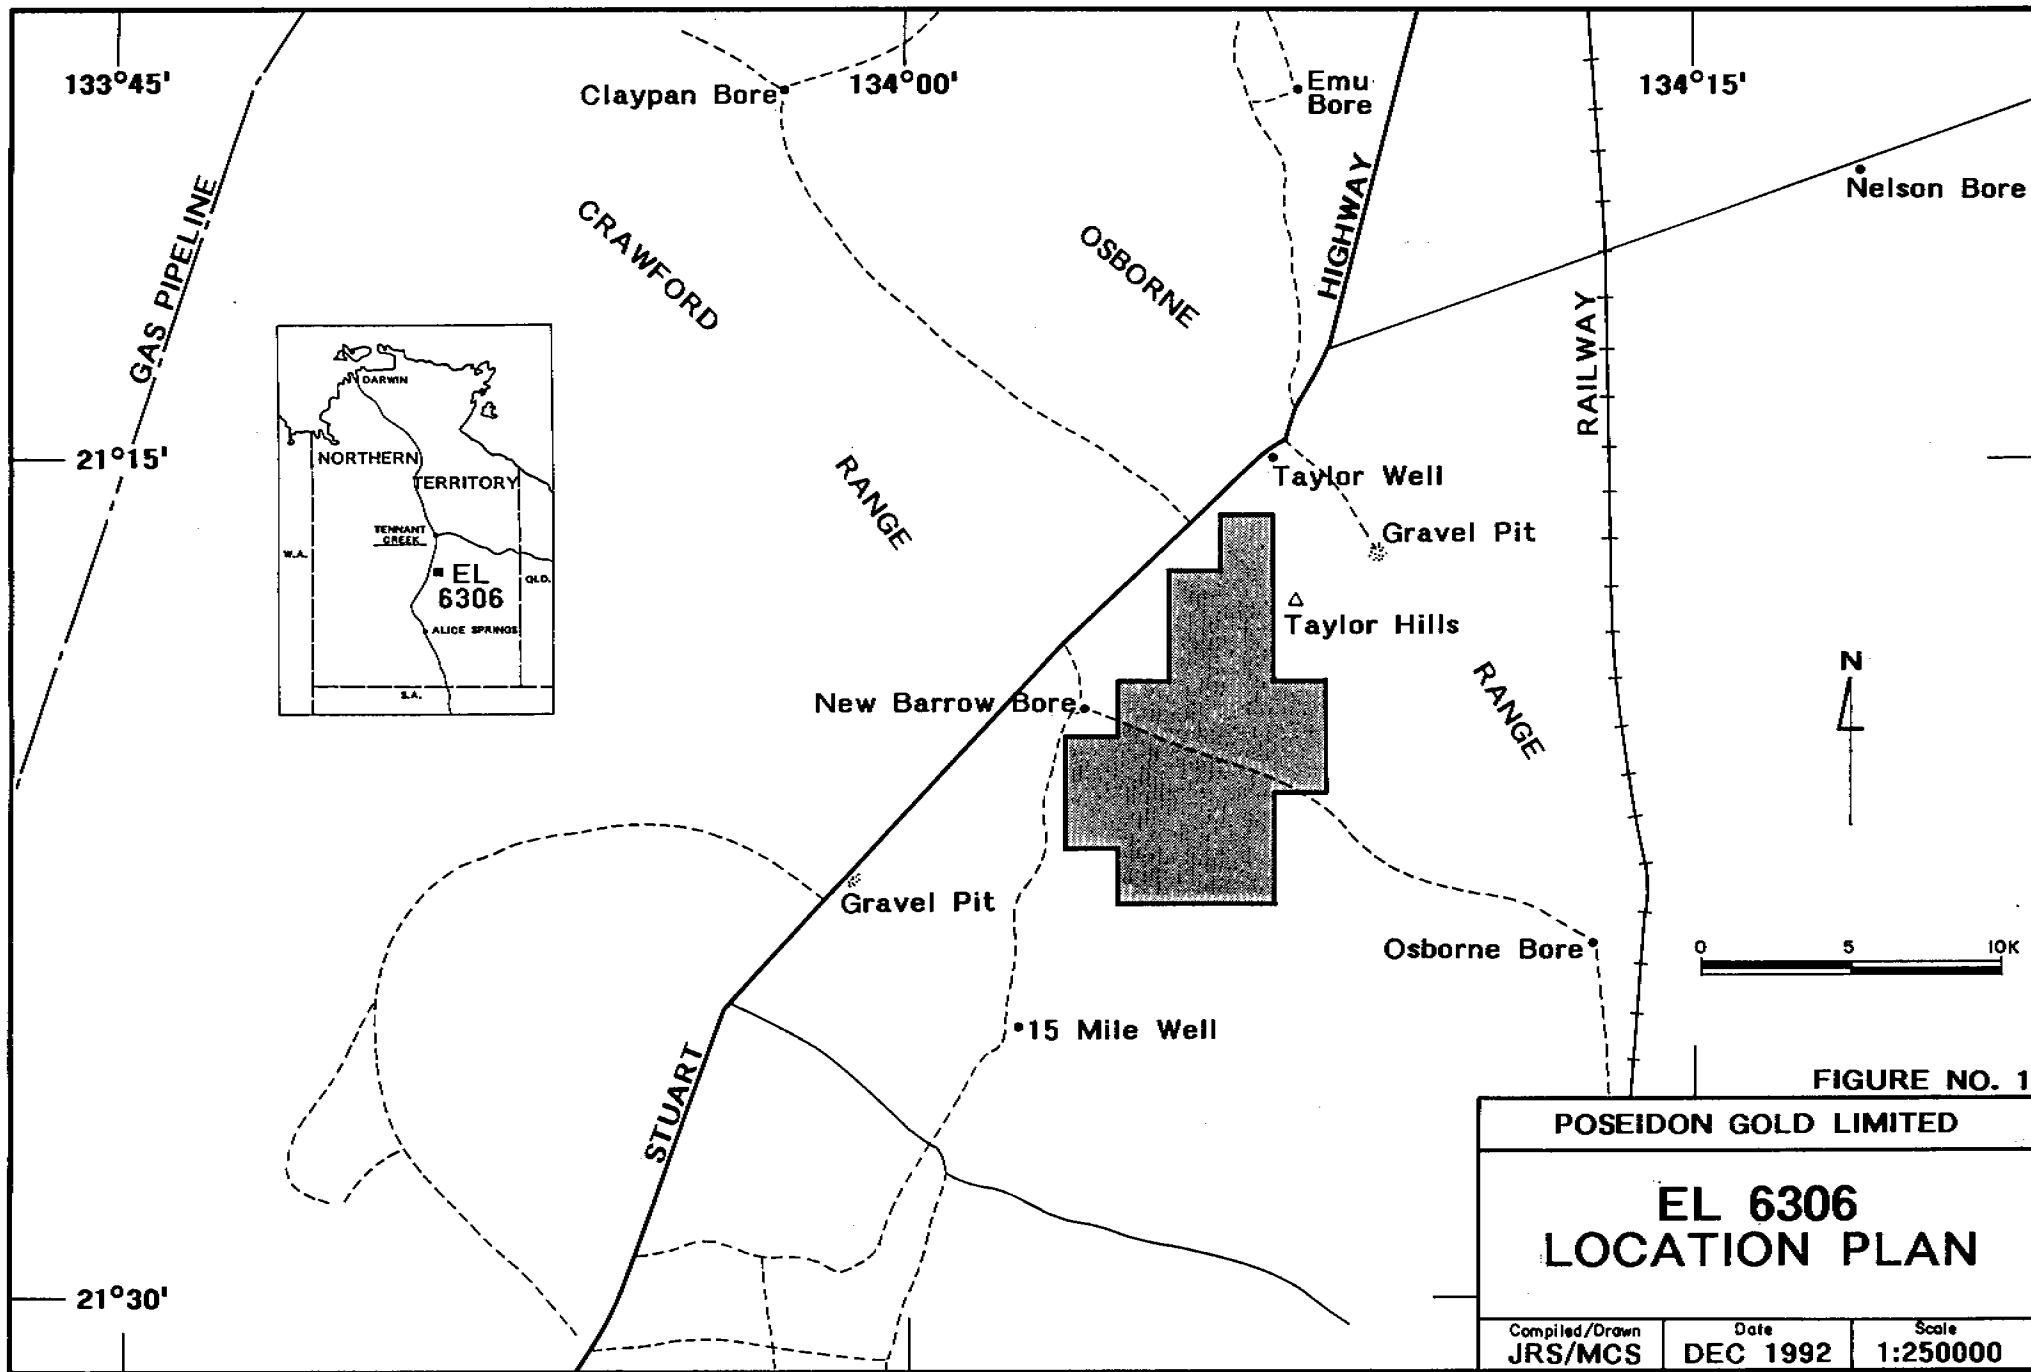 133°45'
134°00'
134°15'
Claypan Bore
Emu
Bore
Nelson Bore
GAS PIPELINE
CRAWFORD
OSBORNE
HIGHWAY
RAILWAY
DARWIN
NORTHERN
TERRITORY
TENNANT
CREEK
W.A.
QLD.
EL
6306
ALICE SPRINGS
S.A.
21°15'
RANGE
Taylor Well
Gravel Pit
Taylor Hills
RANGE
N
New Barrow Bore
Gravel Pit
Osborne Bore
0 5 10K
15 Mile Well
STUART
21°30'
FIGURE NO. 1
POSEIDON GOLD LIMITED
EL 6306
LOCATION PLAN
Compiled/Drawn
JRS/MCS
Date
DEC 1992
Scale
1:250000